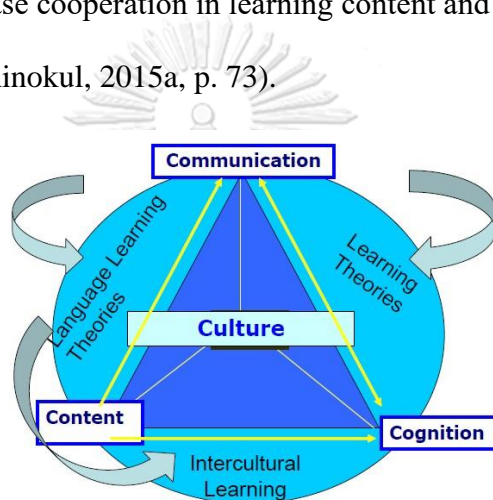 ase cooperation in learning content and
inokul, 2015a, p. 73).
Communication
Language Learning
Theories
Learning
Theories
Culture
Content
Cognition
Intercultural
Learning